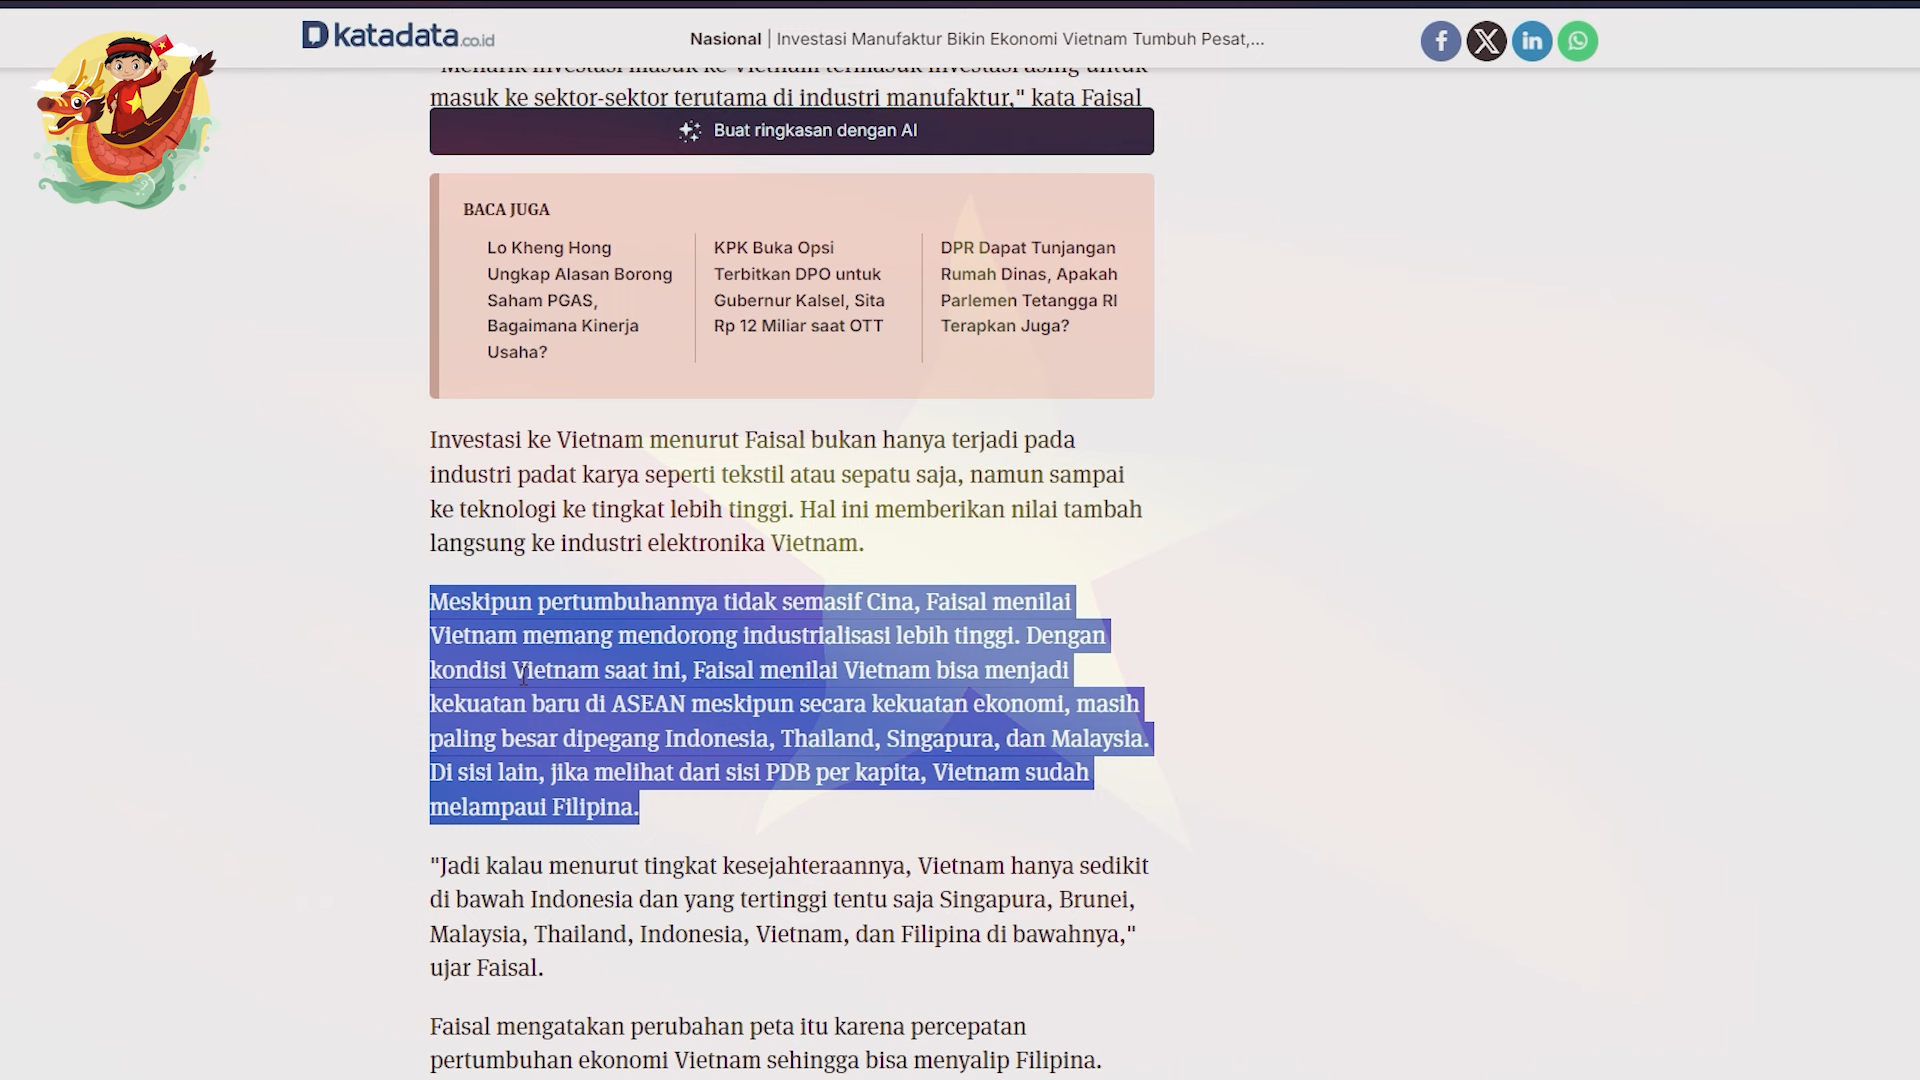 katadata.co.id
Nasional | Investasi Manufaktur Bikin Ekonomi Vietnam Tumbuh Pesat,...
"Menarik investasi masuk ke Vietnam termasuk investasi asing untuk
masuk ke sektor-sektor terutama di industri manufaktur," kata Faisal
Buat ringkasan dengan AI
BACA JUGA
Lo Kheng Hong
Ungkap Alasan Borong
Saham PGAS,
Bagaimana Kinerja
Usaha?
KPK Buka Opsi
Terbitkan DPO untuk
Gubernur Kalsel, Sita
Rp 12 Miliar saat OTT
DPR Dapat Tunjangan
Rumah Dinas, Apakah
Parlemen Tetangga RI
Terapkan Juga?
Investasi ke Vietnam menurut Faisal bukan hanya terjadi pada
industri padat karya seperti tekstil atau sepatu saja, namun sampai
ke teknologi ke tingkat lebih tinggi. Hal ini memberikan nilai tambah
langsung ke industri elektronika Vietnam.
Meskipun pertumbuhannya tidak semasif Cina, Faisal menilai
Vietnam memang mendorong industrialisasi lebih tinggi. Dengan
kondisi Vietnam saat ini, Faisal menilai Vietnam bisa menjadi
kekuatan baru di ASEAN meskipun secara kekuatan ekonomi, masih
paling besar dipegang Indonesia, Thailand, Singapura, dan Malaysia.
Di sisi lain, jika melihat dari sisi PDB per kapita, Vietnam sudah
melampaui Filipina.
"Jadi kalau menurut tingkat kesejahteraannya, Vietnam hanya sedikit
di bawah Indonesia dan yang tertinggi tentu saja Singapura, Brunei,
Malaysia, Thailand, Indonesia, Vietnam, dan Filipina di bawahnya,"
ujar Faisal.
Faisal mengatakan perubahan peta itu karena percepatan
pertumbuhan ekonomi Vietnam sehingga bisa menyalip Filipina.